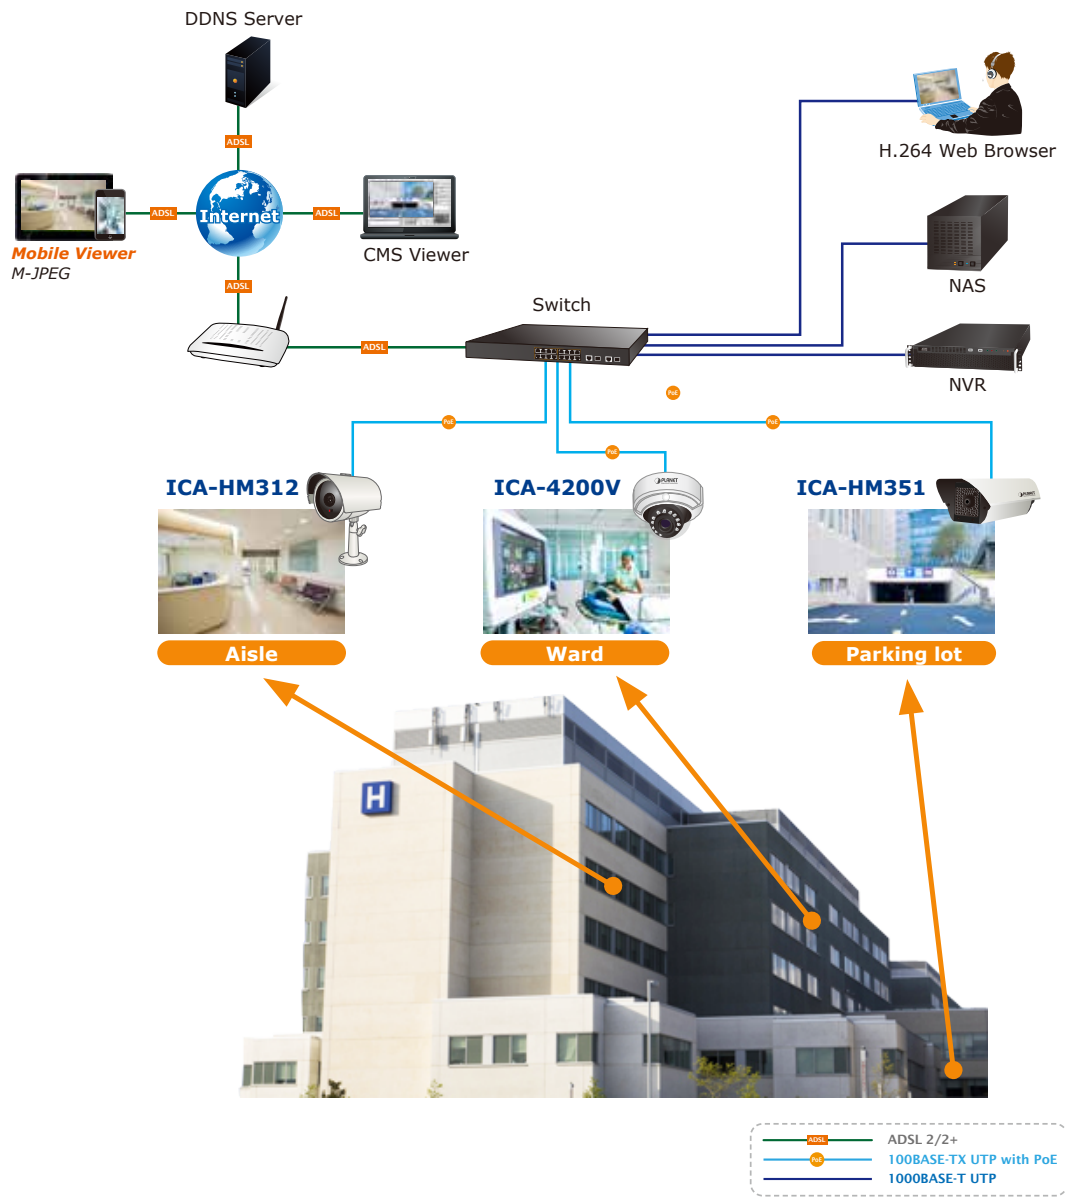 DDNS Server
ADSL
H.264 Web Browser
ADSL
Internet
ADSL
Mobile Viewer
M-JPEG
CMS Viewer
ADSL
NAS
Switch
ADSL
NVR
PoE
PoE
PoE
PoE
ICA-HM312
ICA-4200V
PLANET
ICA-HM351
PLANET
Aisle
Ward
Parking lot
H
ADSL
ADSL 2/2+
PoE
100BASE-TX UTP with PoE
1000BASE-T UTP